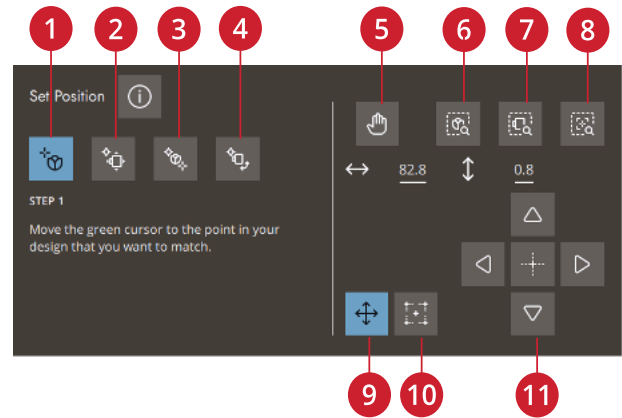 1 2 3 4 5 6 7 8
Set Position
82.8 0.8
STEP 1
Move the green cursor to the point in your
design that you want to match.
9 10 11